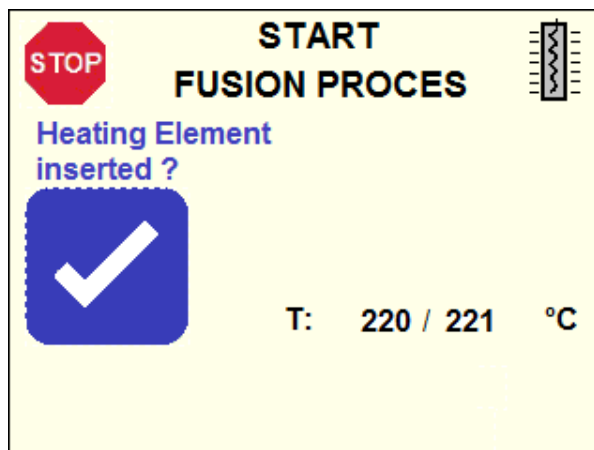 STOP
START
FUSION PROCES
Heating Element
inserted ?
T: 220 / 221 °C